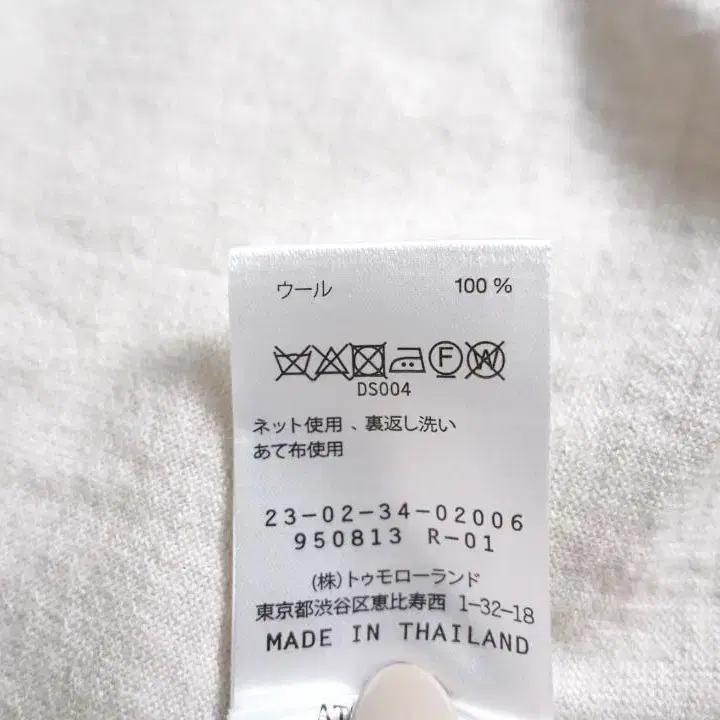 ウール 100 %
F W
DS004
ネット使用、裏返し洗い
あて布使用
23-02-34-02006
950813 R-01
(株)トゥモローランド
東京都渋谷区恵比寿西 1-32-18
MADE IN THAILAND